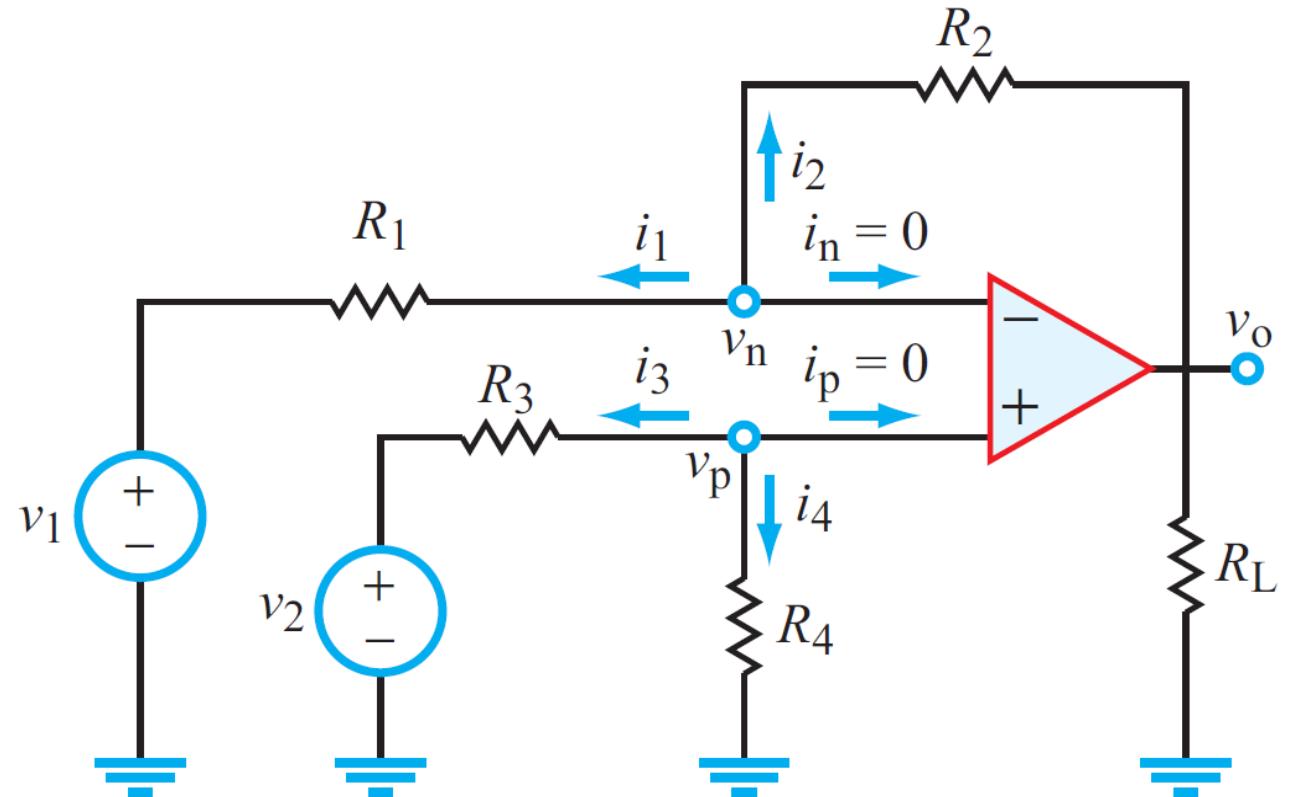 R2
i2
R1
i1
in = 0
−
vn
vo
R3
i3
ip = 0
+
vp
i4
v1
+
−
v2
+
−
R4
RL